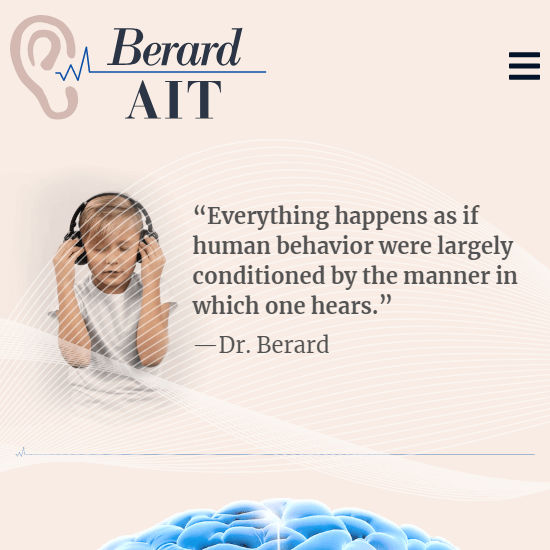 Berard
AIT
“Everything happens as if
human behavior were largely
conditioned by the manner in
which one hears.”
—Dr. Berard